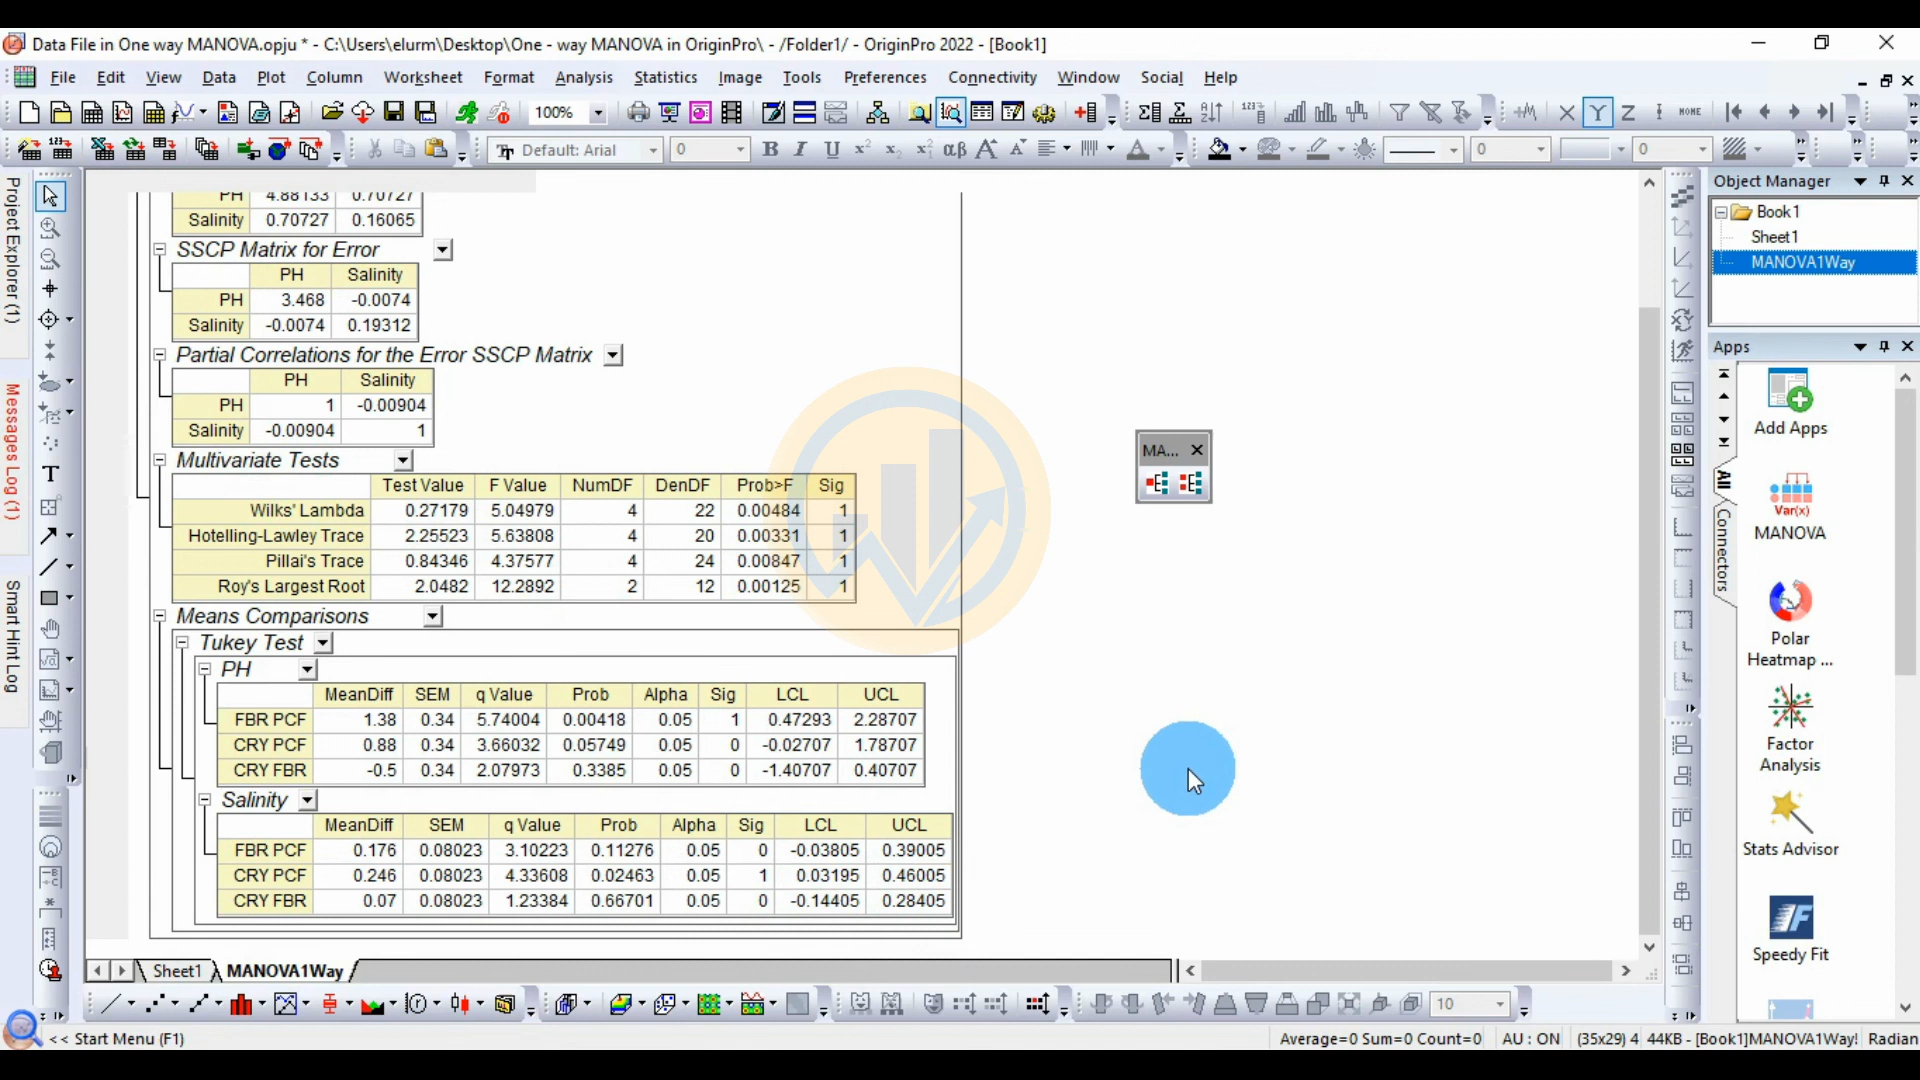 Data File in One way MANOVA.opju * - C:\Users\elurm\Desktop\One - way MANOVA in OriginPro\ - /Folder1/ - OriginPro 2022 - [Book1]
File Edit View Data Plot Column Worksheet Format Analysis Statistics Image Tools Preferences Connectivity Window Social Help
100%
Default: Arial 0 0 0
Project Explorer (1)
Messages Log (1)
Smart Hint Log
PH 4.88133 0.70727
Salinity 0.70727 0.16065
SSCP Matrix for Error
PH Salinity
PH 3.468 -0.0074
Salinity -0.0074 0.19312
Partial Correlations for the Error SSCP Matrix
PH Salinity
PH 1 -0.00904
Salinity -0.00904 1
Multivariate Tests
Test Value F Value NumDF DenDF Prob>F Sig
Wilks' Lambda 0.27179 5.04979 4 22 0.00484 1
Hotelling-Lawley Trace 2.25523 5.63808 4 20 0.00331 1
Pillai's Trace 0.84346 4.37577 4 24 0.00847 1
Roy's Largest Root 2.0482 12.2892 2 12 0.00125 1
Means Comparisons
Tukey Test
PH
MeanDiff SEM q Value Prob Alpha Sig LCL UCL
FBR PCF 1.38 0.34 5.74004 0.00418 0.05 1 0.47293 2.28707
CRY PCF 0.88 0.34 3.66032 0.05749 0.05 0 -0.02707 1.78707
CRY FBR -0.5 0.34 2.07973 0.3385 0.05 0 -1.40707 0.40707
Salinity
MeanDiff SEM q Value Prob Alpha Sig LCL UCL
FBR PCF 0.176 0.08023 3.10223 0.11276 0.05 0 -0.03805 0.39005
CRY PCF 0.246 0.08023 4.33608 0.02463 0.05 1 0.03195 0.46005
CRY FBR 0.07 0.08023 1.23384 0.66701 0.05 0 -0.14405 0.28405
MA...
Object Manager
Book1
Sheet1
MANOVA1Way
Apps
All
Connectors
Add Apps
Var(x)
MANOVA
Polar
Heatmap ...
Factor
Analysis
Stats Advisor
Speedy Fit
Sheet1 MANOVA1Way
10
<< Start Menu (F1) Average=0 Sum=0 Count=0 AU : ON (35x29) 4 44KB - [Book1]MANOVA1Way! Radian